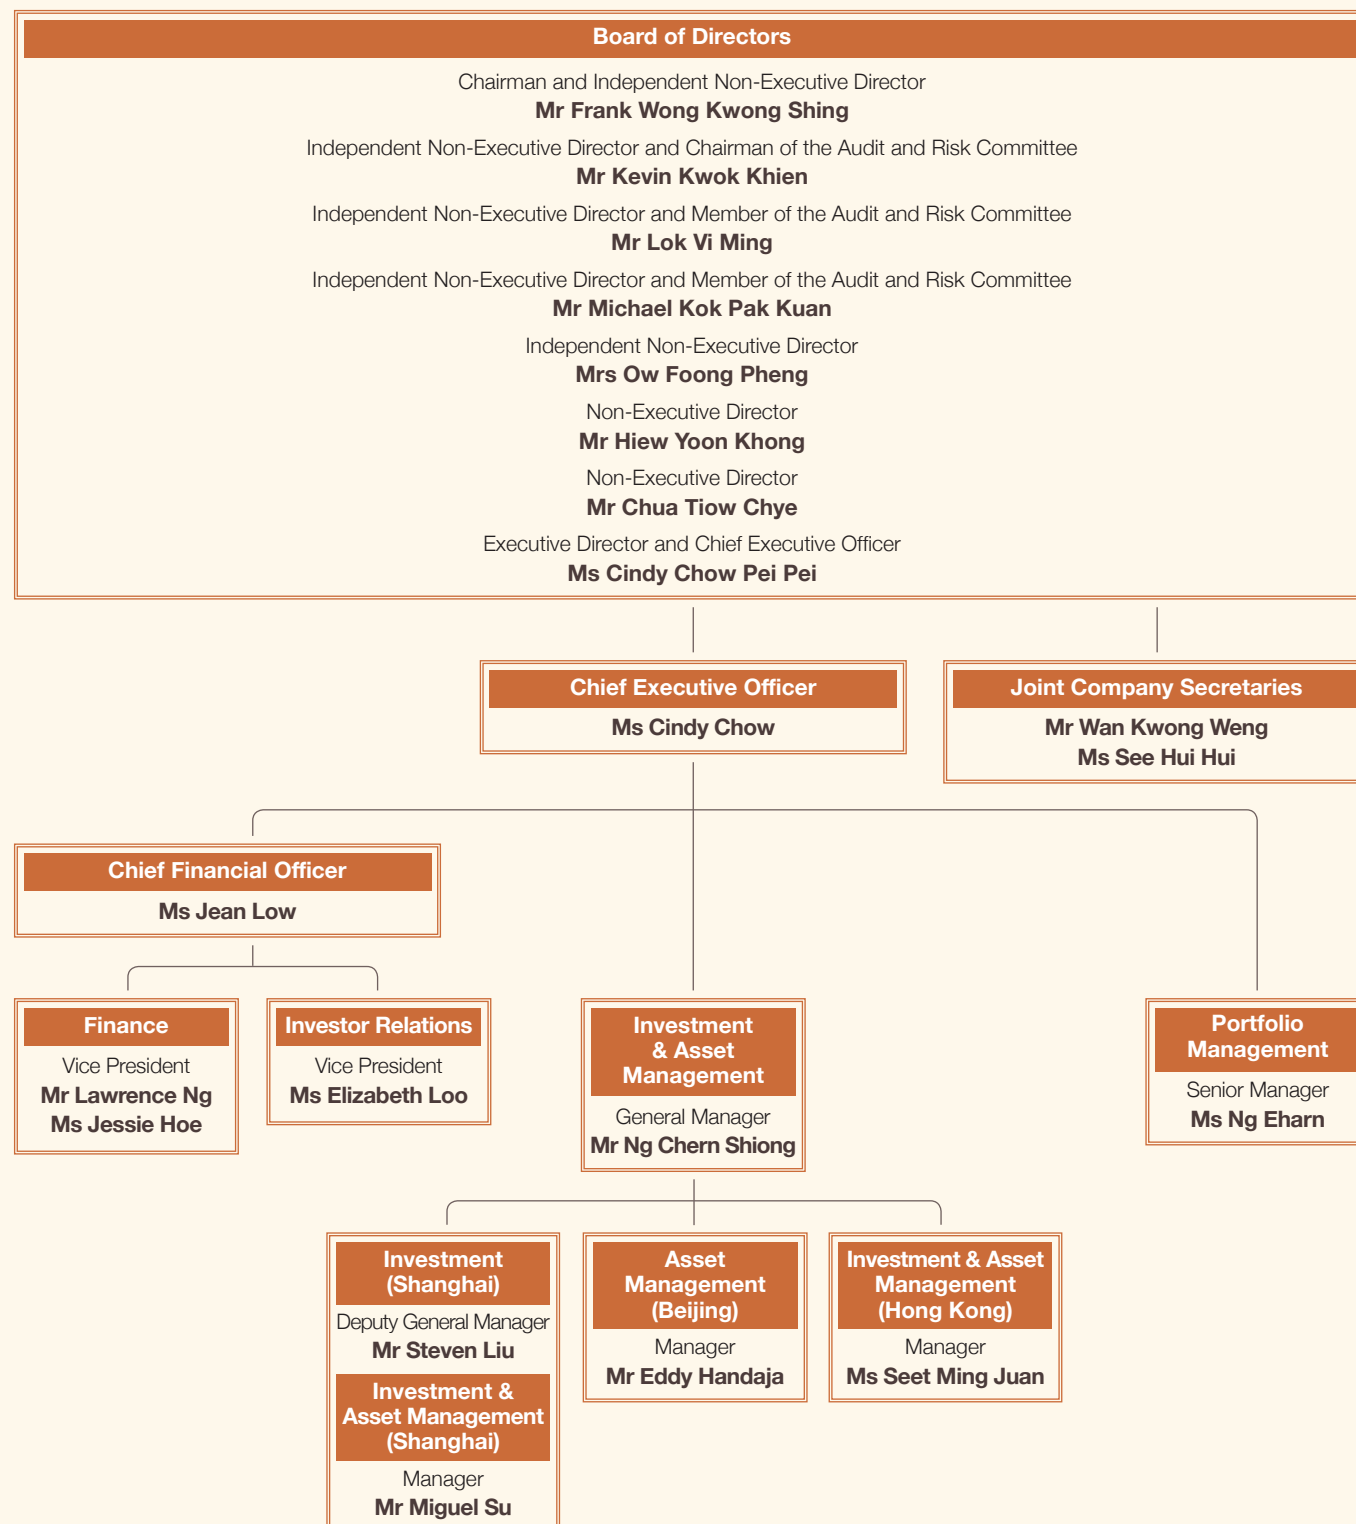 Board of Directors
Chairman and Independent Non-Executive Director
Mr Frank Wong Kwong Shing
Independent Non-Executive Director and Chairman of the Audit and Risk Committee
Mr Kevin Kwok Khien
Independent Non-Executive Director and Member of the Audit and Risk Committee
Mr Lok Vi Ming
Independent Non-Executive Director and Member of the Audit and Risk Committee
Mr Michael Kok Pak Kuan
Independent Non-Executive Director
Mrs Ow Foong Pheng
Non-Executive Director
Mr Hiew Yoon Khong
Non-Executive Director
Mr Chua Tiow Chye
Executive Director and Chief Executive Officer
Ms Cindy Chow Pei Pei
Chief Executive Officer
Ms Cindy Chow
Joint Company Secretaries
Mr Wan Kwong Weng
Ms See Hui Hui
Chief Financial Officer
Ms Jean Low
Finance
Vice President
Mr Lawrence Ng
Ms Jessie Hoe
Investor Relations
Vice President
Ms Elizabeth Loo
Investment
& Asset
Management
General Manager
Mr Ng Chern Shiong
Portfolio
Management
Senior Manager
Ms Ng Eharn
Investment
(Shanghai)
Deputy General Manager
Mr Steven Liu
Investment &
Asset Management
(Shanghai)
Manager
Mr Miguel Su
Asset
Management
(Beijing)
Manager
Mr Eddy Handaja
Investment & Asset
Management
(Hong Kong)
Manager
Ms Seet Ming Juan